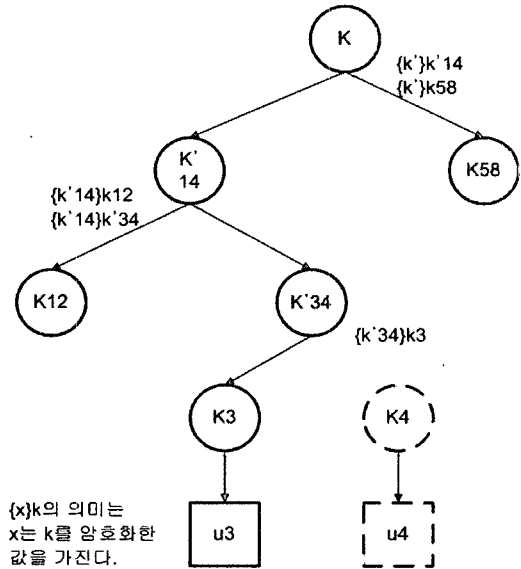 K
{k'}k'14
{k'}k58
K'
14
K58
{k'14}k12
{k'14}k'34
K12
K'34
{k'34}k3
K3
K4
{x}k의 의미는
x는 k를 암호화한
값을 가진다.
u3
u4